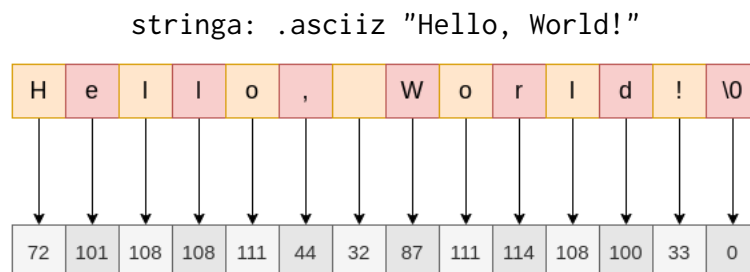 stringa: .asciiz "Hello, World!"
H e l l o , W o r l d ! \0
72 101 108 108 111 44 32 87 111 114 108 100 33 0